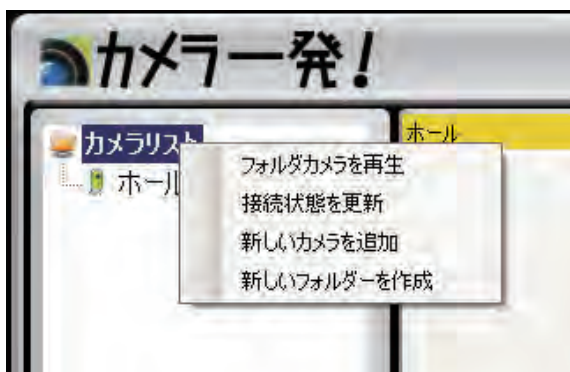 カメラ一発!
カメラリスト
ホール
ホール
フォルダカメラを再生
接続状態を更新
新しいカメラを追加
新しいフォルダーを作成